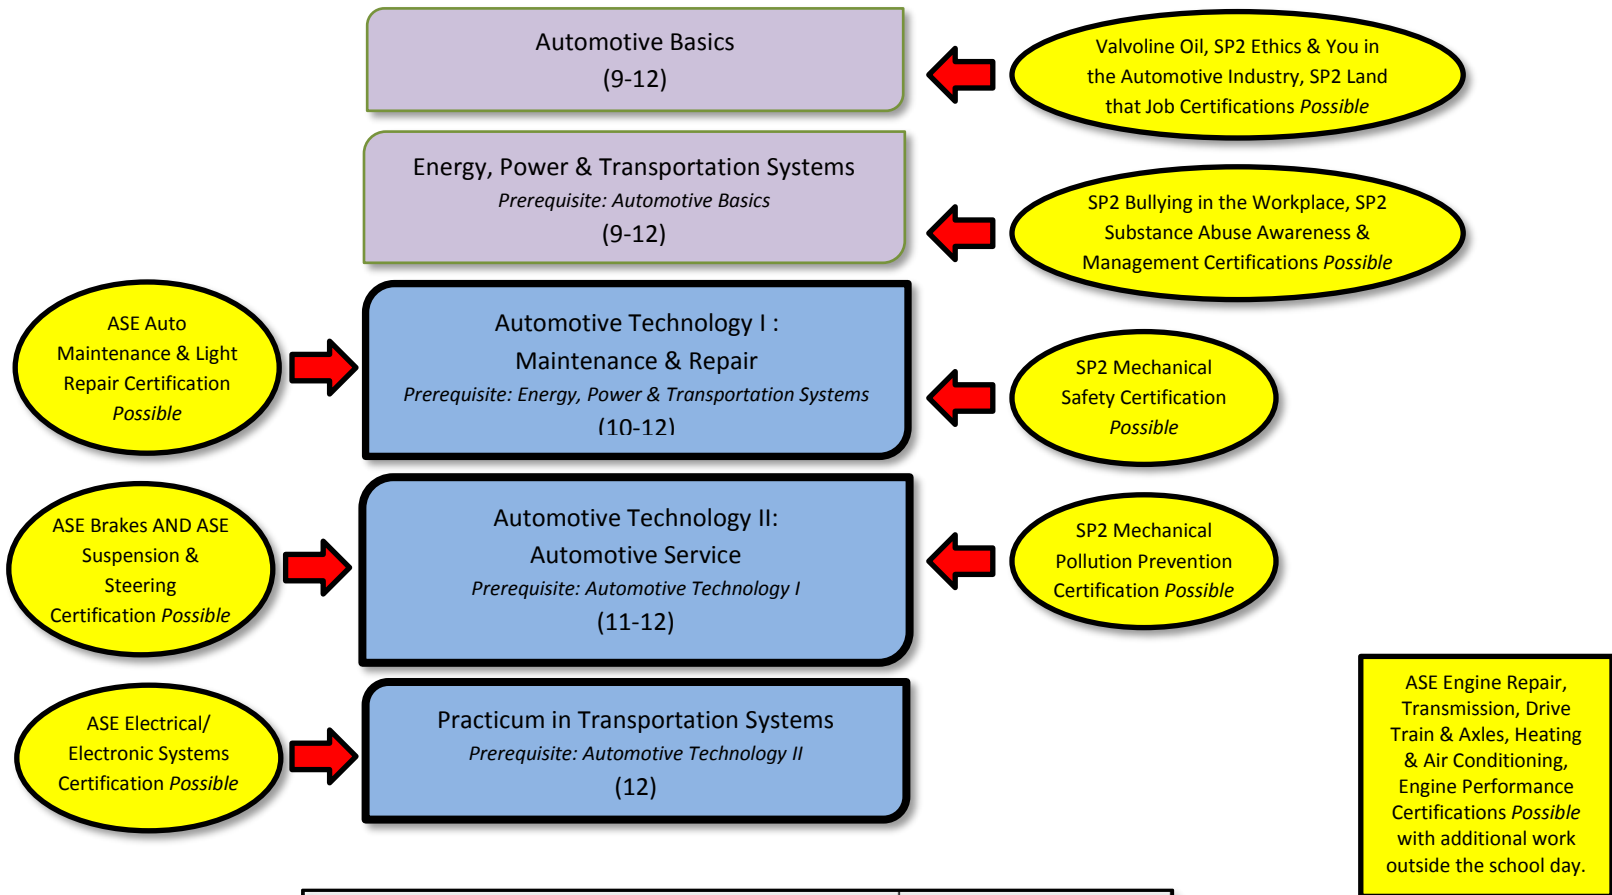 Automotive Basics
(9-12)
Valvoline Oil, SP2 Ethics & You in
the Automotive Industry, SP2 Land
that Job Certifications Possible
Energy, Power & Transportation Systems
Prerequisite: Automotive Basics
(9-12)
SP2 Bullying in the Workplace, SP2
Substance Abuse Awareness &
Management Certifications Possible
ASE Auto
Maintenance & Light
Repair Certification
Possible
Automotive Technology I :
Maintenance & Repair
Prerequisite: Energy, Power & Transportation Systems
(10-12)
SP2 Mechanical
Safety Certification
Possible
ASE Brakes AND ASE
Suspension &
Steering
Certification Possible
Automotive Technology II:
Automotive Service
Prerequisite: Automotive Technology I
(11-12)
SP2 Mechanical
Pollution Prevention
Certification Possible
ASE Electrical/
Electronic Systems
Certification Possible
Practicum in Transportation Systems
Prerequisite: Automotive Technology II
(12)
ASE Engine Repair,
Transmission, Drive
Train & Axles, Heating
& Air Conditioning,
Engine Performance
Certifications Possible
with additional work
outside the school day.